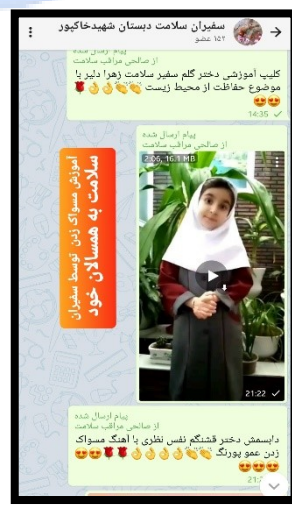 سفیران سلامت دبستان شهیدخاکپور
۱۵۲ عضو
پیام ارسال شده
از صالحی مراقب سلامت
کلیپ آموزشی دختر گلم سفیر سلامت زهرا دلیر با
موضوع حفاظت از محیط زیست
14:35
آموزش مسواک زدن توسط سفیران
سلامت به همسالان خود
پیام ارسال شده
از صالحی مراقب سلامت
2:06, 16.1 MB
21:22
پیام ارسال شده
از صالحی مراقب سلامت
دابسمش دختر قشنگم نفس نظری با آهنگ مسواک
زدن عمو پورنگ